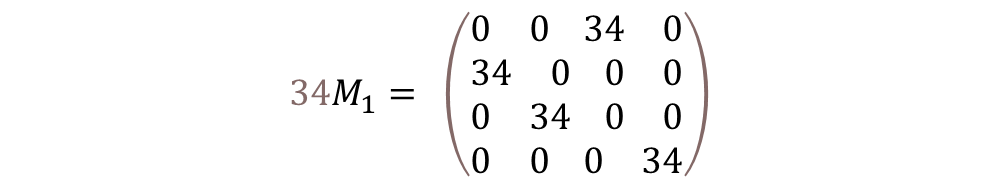 34M₁ =
0 0 34 0
34 0 0 0
0 34 0 0
0 0 0 34